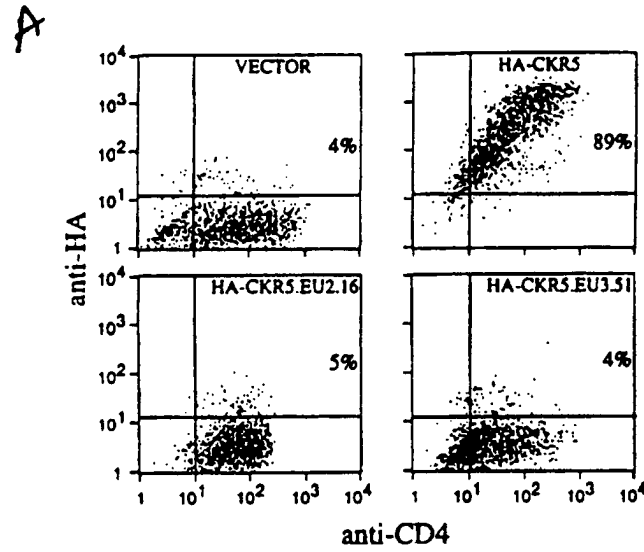 A
VECTOR
HA-CKR5
10⁴
10³
10²
10¹
1
4%
89%
HA-CKR5.EU2.16
HA-CKR5.EU3.51
10⁴
10³
10²
10¹
1
5%
4%
1 10¹ 10² 10³ 10⁴
1 10¹ 10² 10³ 10⁴
anti-HA
anti-CD4